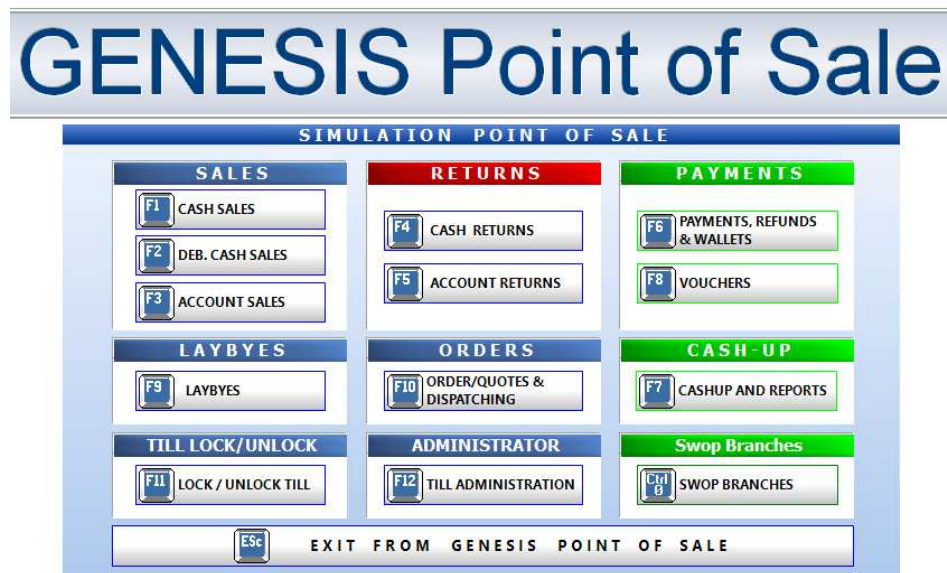 GENESIS Point of Sale
SIMULATION POINT OF SALE
SALES
F1 CASH SALES
F2 DEB. CASH SALES
F3 ACCOUNT SALES
RETURNS
F4 CASH RETURNS
F5 ACCOUNT RETURNS
PAYMENTS
F6 PAYMENTS, REFUNDS
& WALLETS
F8 VOUCHERS
LAYBYES
F9 LAYBYES
ORDERS
F10 ORDER/QUOTES &
DISPATCHING
CASH-UP
F7 CASHUP AND REPORTS
TILL LOCK/UNLOCK
F11 LOCK / UNLOCK TILL
ADMINISTRATOR
F12 TILL ADMINISTRATION
Swop Branches
Ctrl
0 SWOP BRANCHES
ESc EXIT FROM GENESIS POINT OF SALE